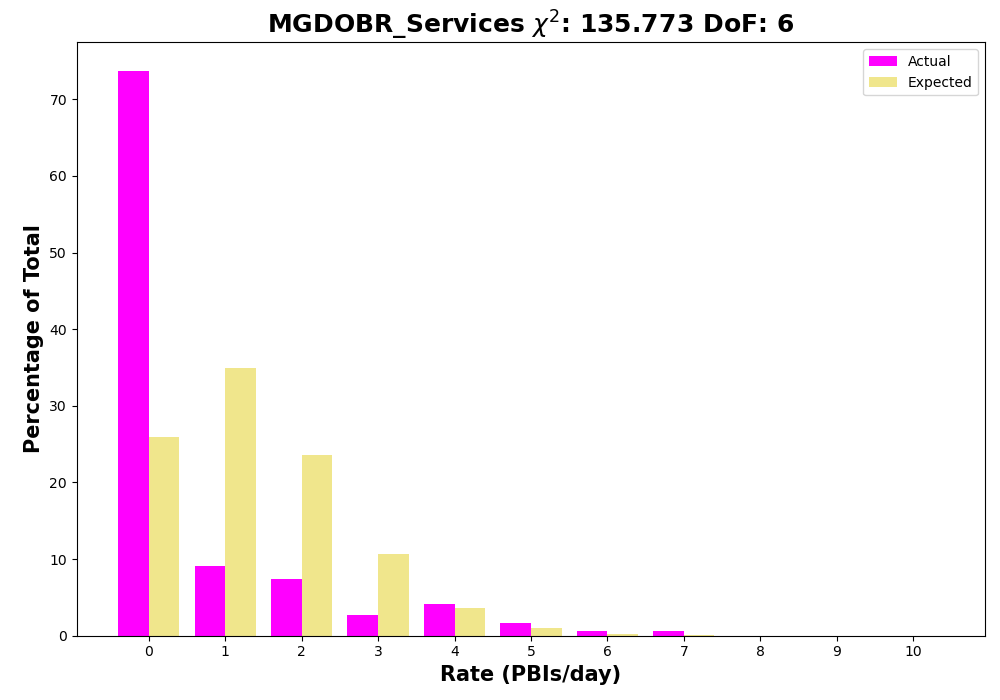 MGDOBR_Services χ²: 135.773 DoF: 6
Actual
Expected
Percentage of Total
70
60
50
40
30
20
10
0
0 1 2 3 4 5 6 7 8 9 10
Rate (PBIs/day)